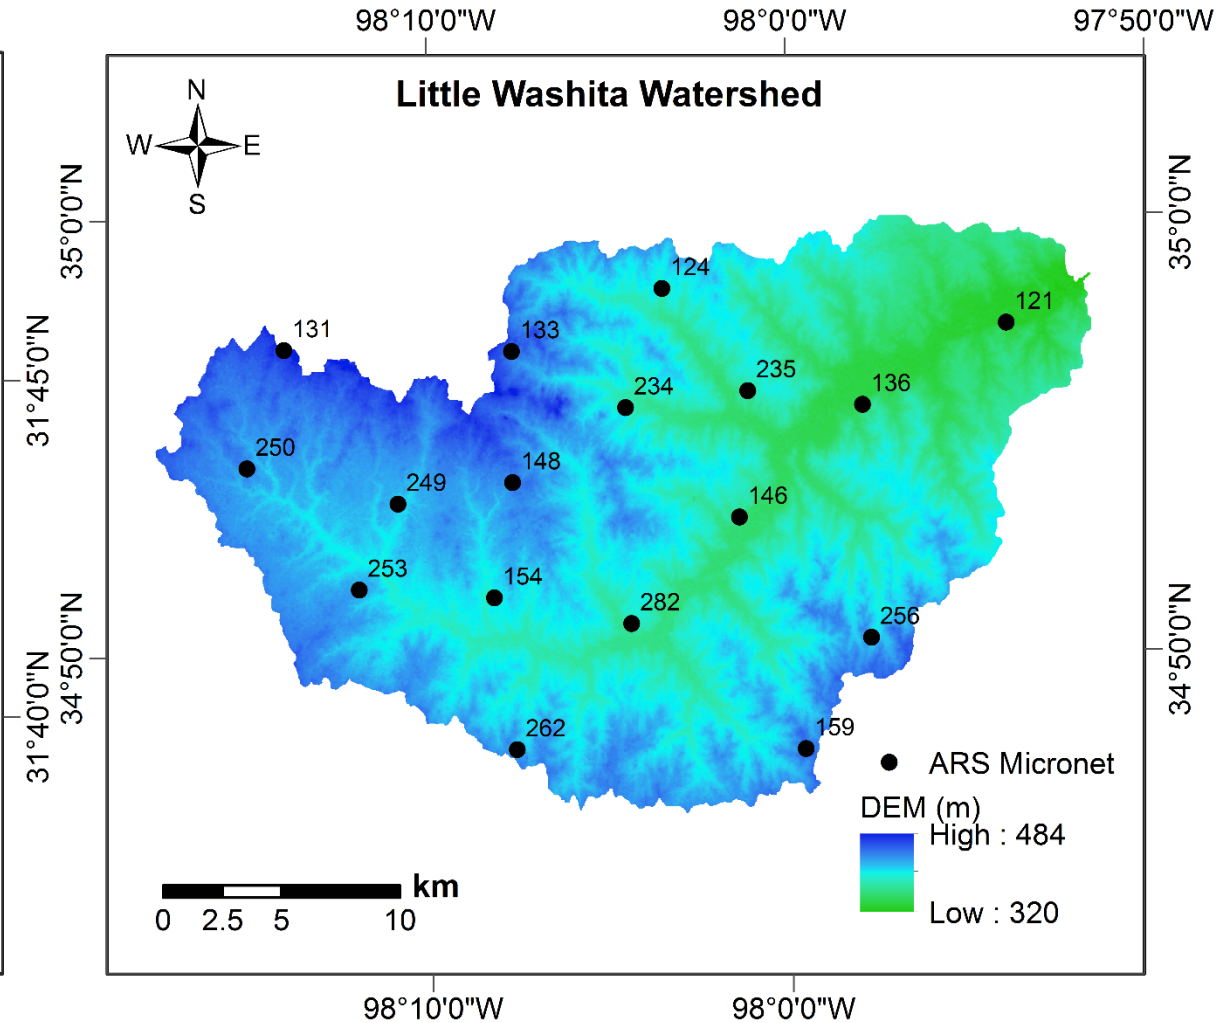 98°10'0"W 98°0'0"W 97°50'0"W
Little Washita Watershed
N
W E
S
35°0'0"N
35°0'0"N
31°45'0"N
34°50'0"N
34°50'0"N
31°40'0"N
124
121
131
133
235
234
136
250
148
249
146
253
154
282
256
262
159
ARS Micronet
DEM (m)
High : 484
Low : 320
km
0 2.5 5 10
98°10'0"W 98°0'0"W